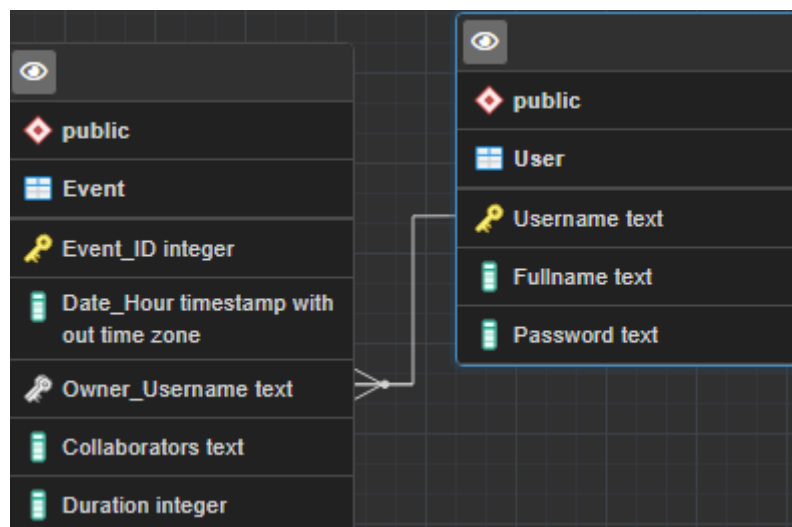 public
Event
Event_ID integer
Date_Hour timestamp with
out time zone
Owner_Username text
Collaborators text
Duration integer
public
User
Username text
Fullname text
Password text